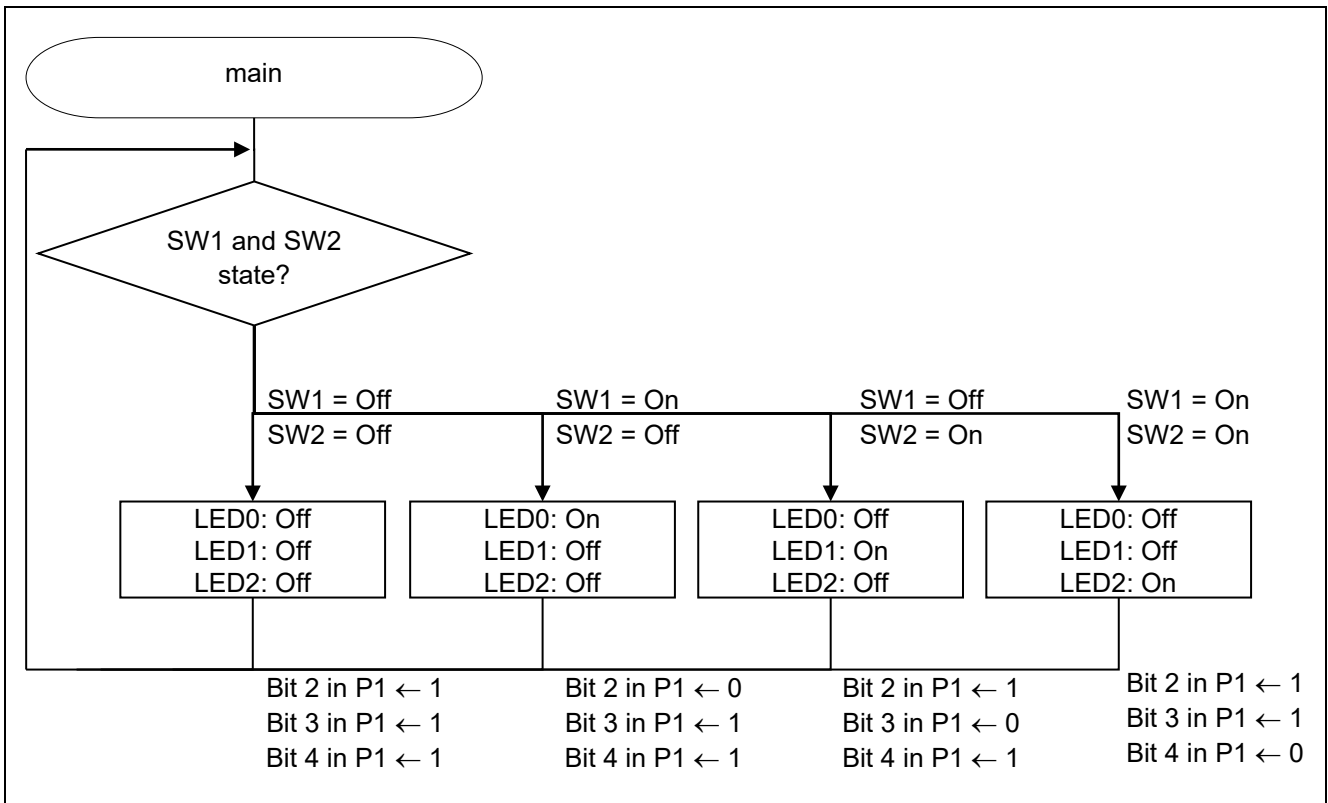 main
SW1 and SW2
state?
SW1 = Off
SW2 = Off
SW1 = On
SW2 = Off
SW1 = Off
SW2 = On
SW1 = On
SW2 = On
LED0: Off
LED1: Off
LED2: Off
LED0: On
LED1: Off
LED2: Off
LED0: Off
LED1: On
LED2: Off
LED0: Off
LED1: Off
LED2: On
Bit 2 in P1 ← 1
Bit 3 in P1 ← 1
Bit 4 in P1 ← 1
Bit 2 in P1 ← 0
Bit 3 in P1 ← 1
Bit 4 in P1 ← 1
Bit 2 in P1 ← 1
Bit 3 in P1 ← 0
Bit 4 in P1 ← 1
Bit 2 in P1 ← 1
Bit 3 in P1 ← 1
Bit 4 in P1 ← 0